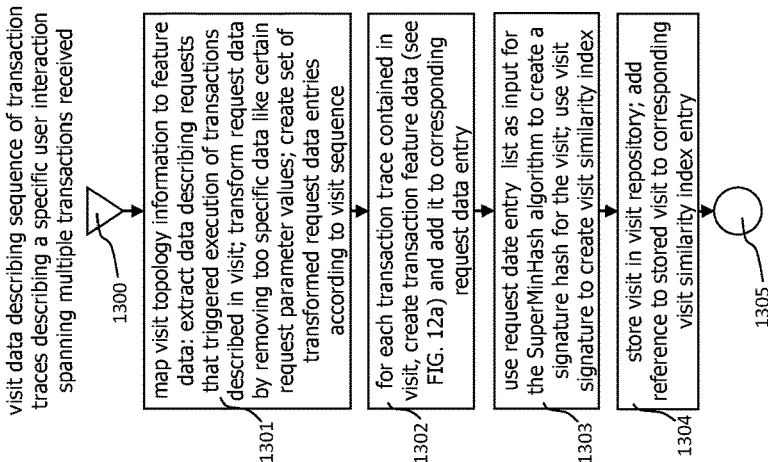 visit data describing sequence of transaction
traces describing a specific user interaction
spanning multiple transactions received
1300
map visit topology information to feature
data: extract data describing requests
that triggered execution of transactions
described in visit; transform request data
by removing too specific data like certain
request parameter values; create set of
transformed request data entries
according to visit sequence
1301
for each transaction trace contained in
visit, create transaction feature data (see
FIG. 12a) and add it to corresponding
request data entry
1302
use request date entry list as input for
the SuperMinHash algorithm to create a
signature hash for the visit; use visit
signature to create visit similarity index
1303
store visit in visit repository; add
reference to stored visit to corresponding
visit similarity index entry
1304
1305